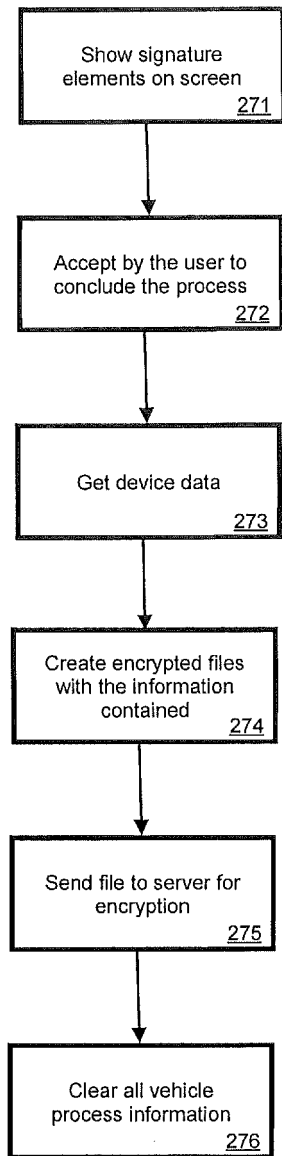 Show signature
elements on screen
271
Accept by the user to
conclude the process
272
Get device data
273
Create encrypted files
with the information
contained
274
Send file to server for
encryption
275
Clear all vehicle
process information
276